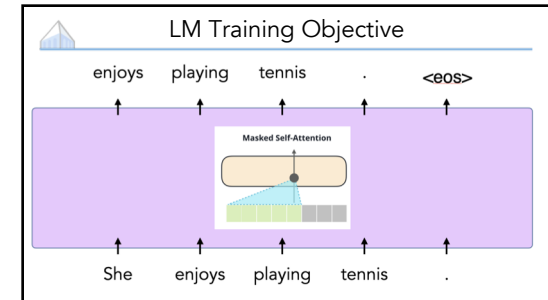 LM Training Objective
enjoys playing tennis . <eos>
Masked Self-Attention
She enjoys playing tennis .